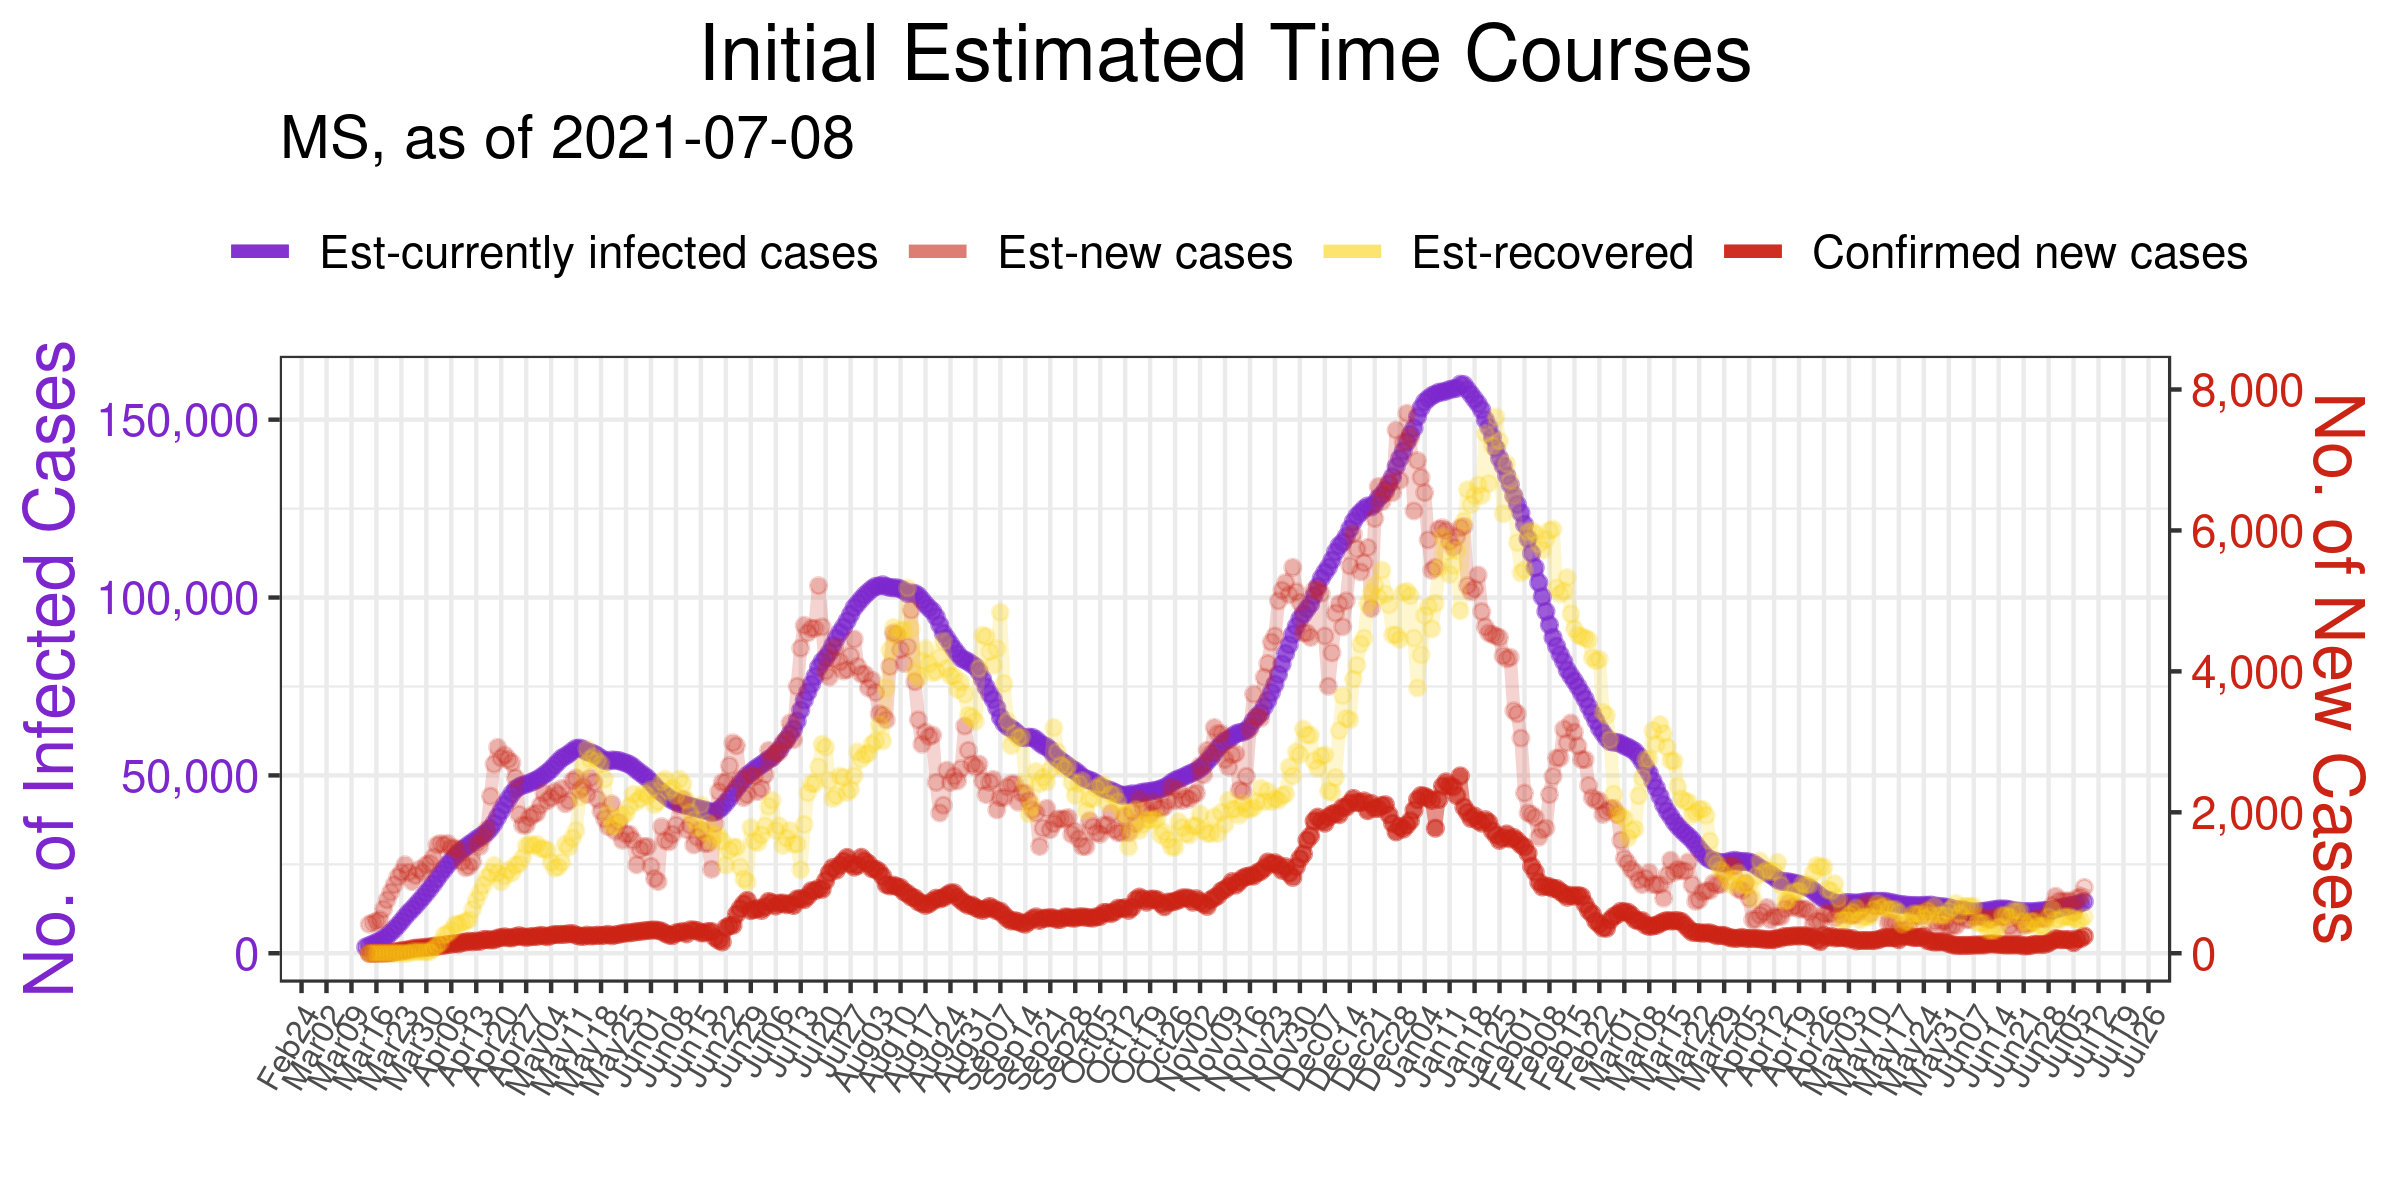 Initial Estimated Time Courses
MS, as of 2021-07-08
Est-currently infected cases Est-new cases Est-recovered Confirmed new cases
No. of Infected Cases
150,000
100,000
50,000
0
8,000
6,000
4,000
2,000
0
No. of New Cases
Feb24 Mar02 Mar09 Mar16 Mar23 Mar30 Apr06 Apr13 Apr20 Apr27 May04 May11 May18 May25 Jun01 Jun08 Jun15 Jun22 Jun29 Jul06 Jul13 Jul20 Jul27 Aug03 Aug10 Aug17 Aug24 Aug31 Sep07 Sep14 Sep21 Sep28 Oct05 Oct12 Oct19 Oct26 Nov02 Nov09 Nov16 Nov23 Nov30 Dec07 Dec14 Dec21 Dec28 Jan04 Jan11 Jan18 Jan25 Feb01 Feb08 Feb15 Feb22 Mar01 Mar08 Mar15 Mar22 Mar29 Apr05 Apr12 Apr19 Apr26 May03 May10 May17 May24 May31 Jun07 Jun14 Jun21 Jun28 Jul05 Jul12 Jul19 Jul26